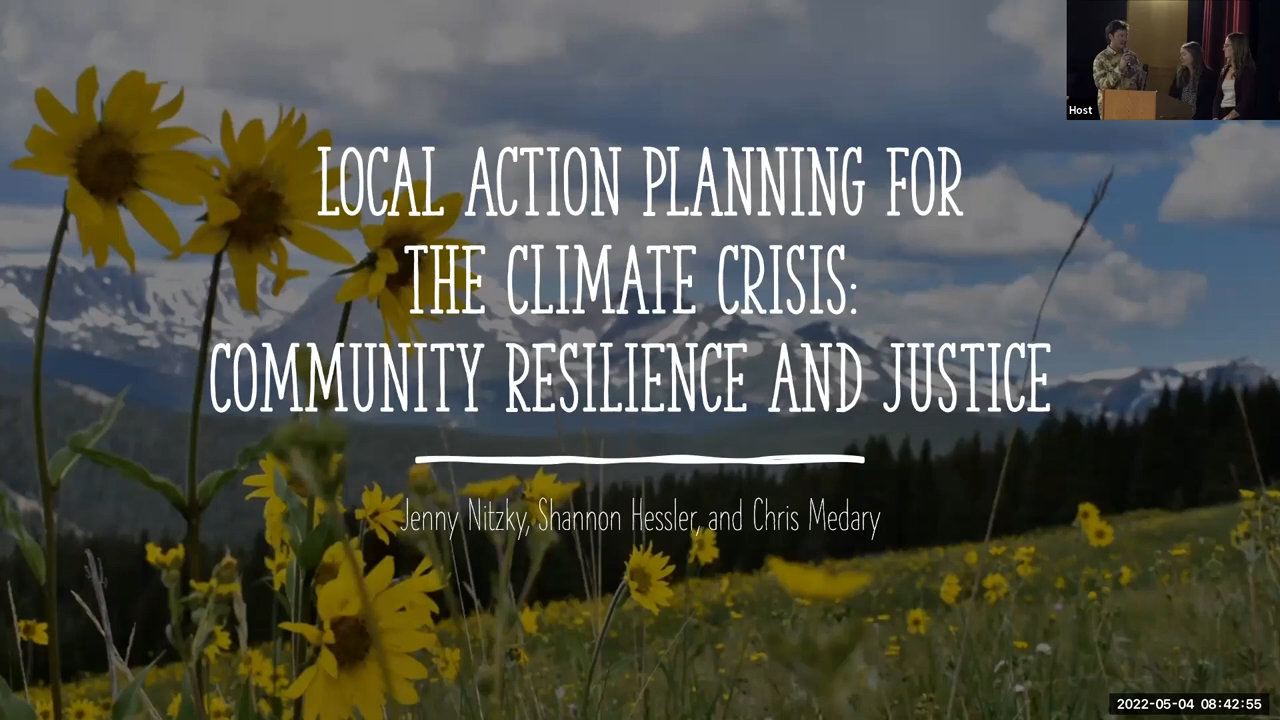 Host
LOCAL ACTION PLANNING FOR
THE CLIMATE CRISIS:
COMMUNITY RESILIENCE AND JUSTICE
Jenny Nitzky, Shannon Hessler, and Chris Medary
2022-05-04 08:42:55